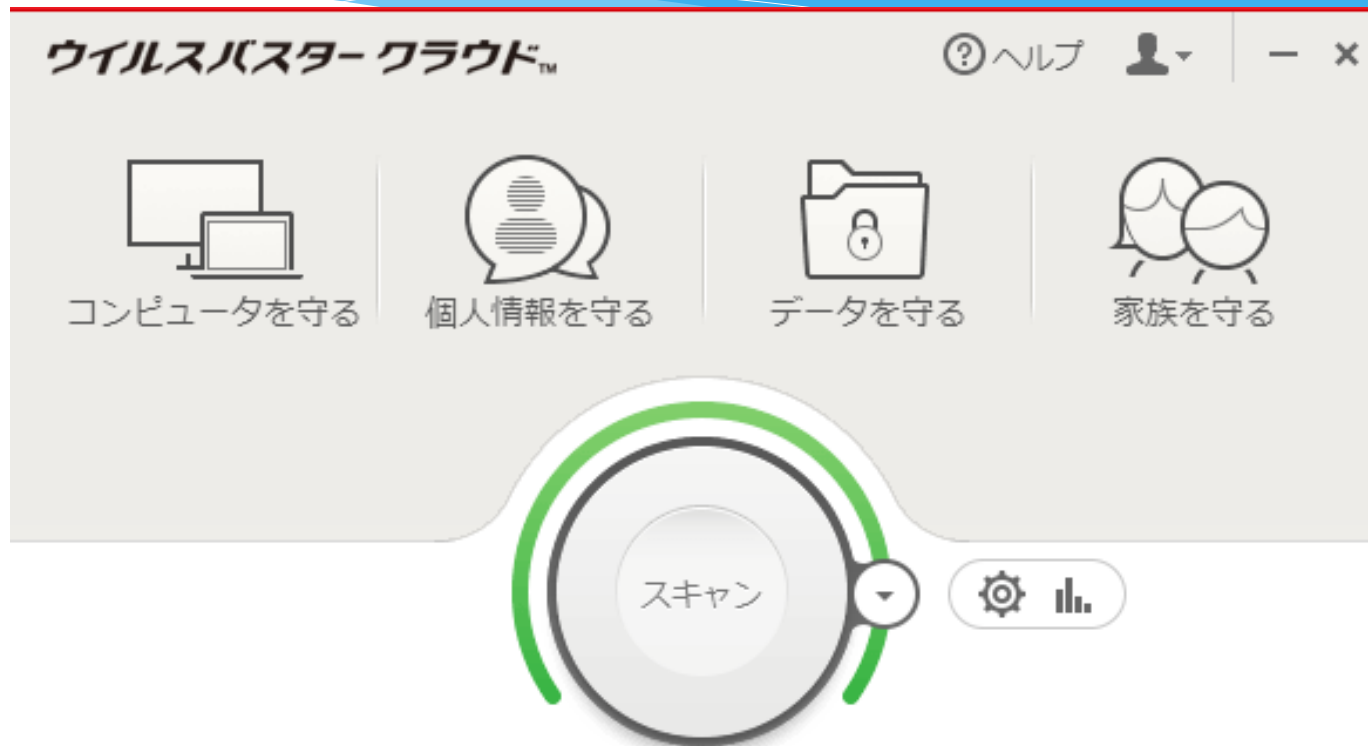 ウイルスバスター クラウド™
?ヘルプ
コンピュータを守る
個人情報を守る
データを守る
家族を守る
スキャン